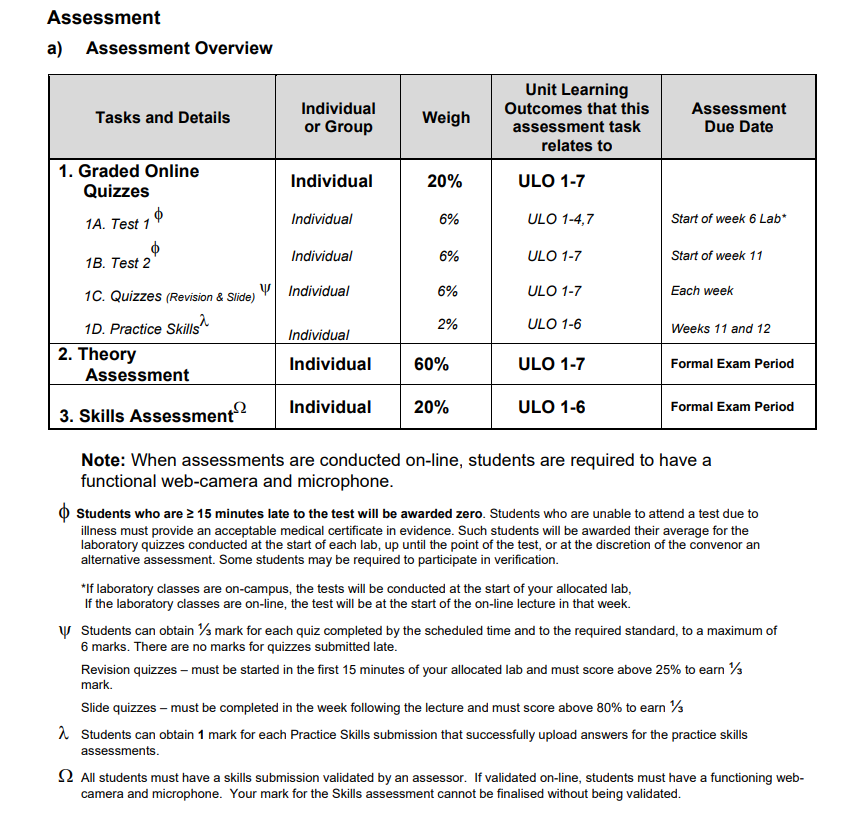 Assessment
a) Assessment Overview
Tasks and Details
Individual
or Group
Weigh
Unit Learning
Outcomes that this
assessment task
relates to
Assessment
Due Date
1. Graded Online
Quizzes
Individual
20%
ULO 1-7
1A. Test 1 ϕ
Individual
6%
ULO 1-4,7
Start of week 6 Lab*
1B. Test 2 ϕ
Individual
6%
ULO 1-7
Start of week 11
1C. Quizzes (Revision & Slide) ψ
Individual
6%
ULO 1-7
Each week
1D. Practice Skills λ
Individual
2%
ULO 1-6
Weeks 11 and 12
2. Theory
Assessment
Individual
60%
ULO 1-7
Formal Exam Period
3. Skills Assessment Ω
Individual
20%
ULO 1-6
Formal Exam Period
Note: When assessments are conducted on-line, students are required to have a
functional web-camera and microphone.
ϕ Students who are ≥ 15 minutes late to the test will be awarded zero. Students who are unable to attend a test due to
illness must provide an acceptable medical certificate in evidence. Such students will be awarded their average for the
laboratory quizzes conducted at the start of each lab, up until the point of the test, or at the discretion of the convenor an
alternative assessment. Some students may be required to participate in verification.
*If laboratory classes are on-campus, the tests will be conducted at the start of your allocated lab,
If the laboratory classes are on-line, the test will be at the start of the on-line lecture in that week.
ψ Students can obtain ⅓ mark for each quiz completed by the scheduled time and to the required standard, to a maximum of
6 marks. There are no marks for quizzes submitted late.
Revision quizzes – must be started in the first 15 minutes of your allocated lab and must score above 25% to earn ⅓
mark.
Slide quizzes – must be completed in the week following the lecture and must score above 80% to earn ⅓
λ Students can obtain 1 mark for each Practice Skills submission that successfully upload answers for the practice skills
assessments.
Ω All students must have a skills submission validated by an assessor. If validated on-line, students must have a functioning web-
camera and microphone. Your mark for the Skills assessment cannot be finalised without being validated.